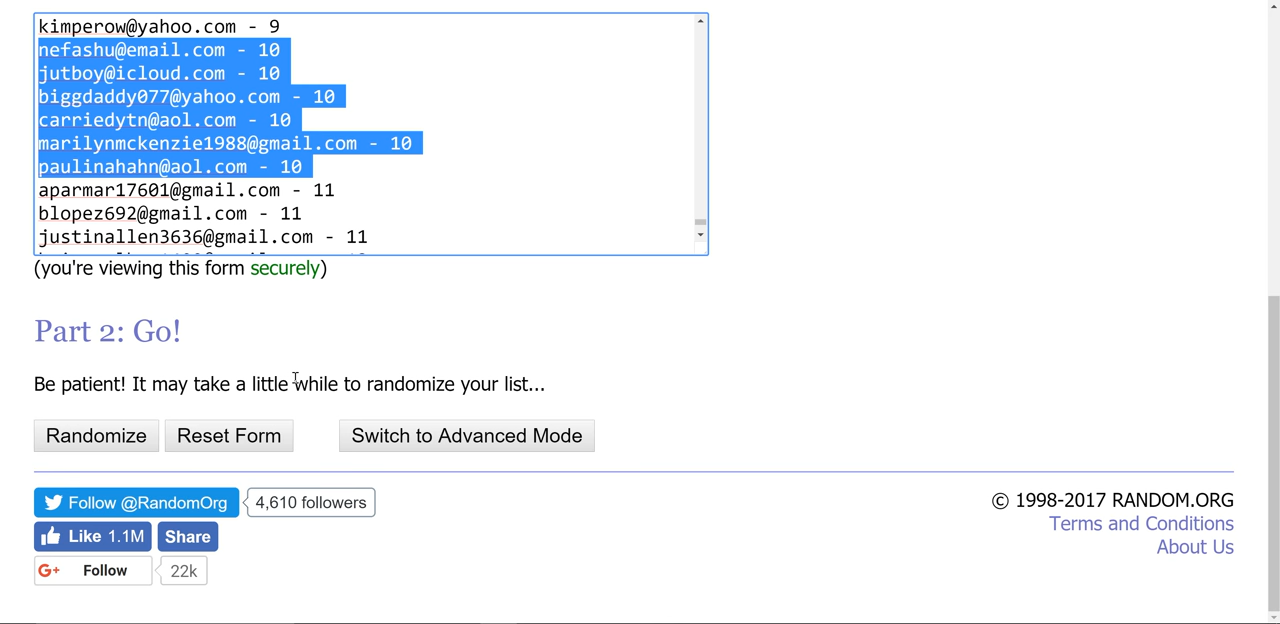 kimperow@yahoo.com - 9
nefashu@email.com - 10
jutboy@icloud.com - 10
biggdaddy077@yahoo.com - 10
carriedytn@aol.com - 10
marilynmckenzie1988@gmail.com - 10
paulinahahn@aol.com - 10
aparmar17601@gmail.com - 11
blopez692@gmail.com - 11
justinallen3636@gmail.com - 11
(you're viewing this form securely)
Part 2: Go!
Be patient! It may take a little while to randomize your list...
Randomize Reset Form Switch to Advanced Mode
Follow @RandomOrg 4,610 followers
Like 1.1M Share
G+ Follow 22k
© 1998-2017 RANDOM.ORG
Terms and Conditions
About Us